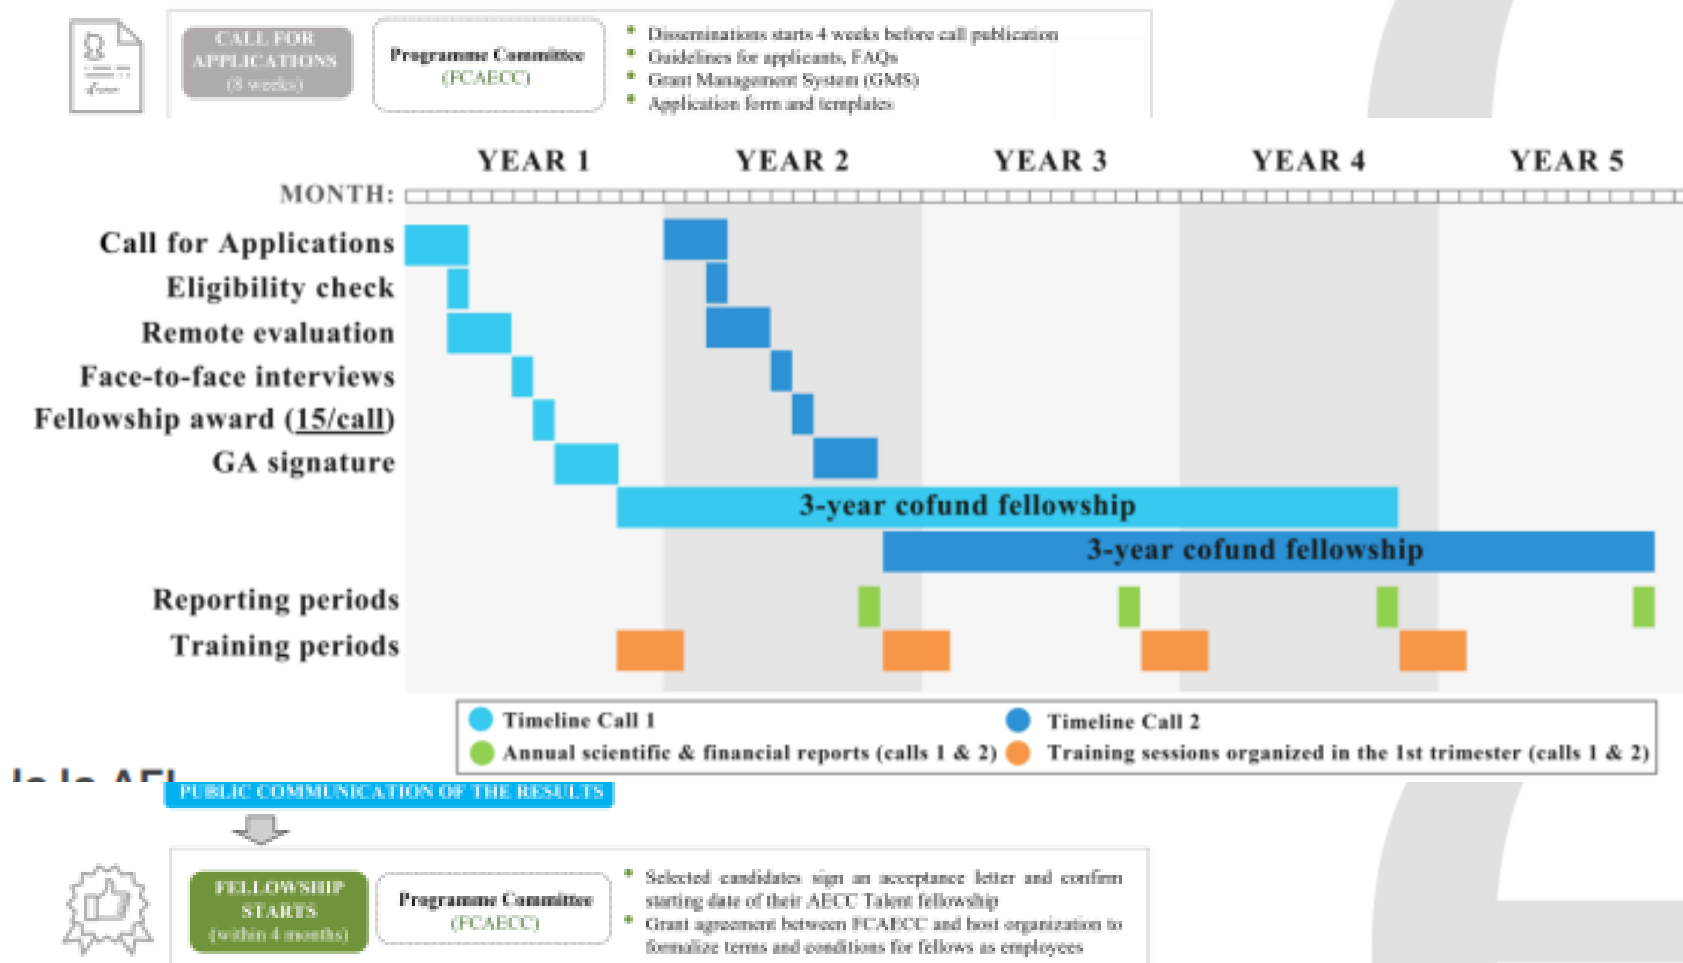 CALL FOR
APPLICATIONS
(8 weeks)
Programme Committee
(FCAECC)
Disseminations starts 4 weeks before call publication
Guidelines for applicants, FAQs
Grant Management System (GMS)
Application form and templates
YEAR 1 YEAR 2 YEAR 3 YEAR 4 YEAR 5
MONTH:
Call for Applications
Eligibility check
Remote evaluation
Face-to-face interviews
Fellowship award (15/call)
GA signature
3-year cofund fellowship
3-year cofund fellowship
Reporting periods
Training periods
Timeline Call 1
Timeline Call 2
Annual scientific & financial reports (calls 1 & 2)
Training sessions organized in the 1st trimester (calls 1 & 2)
PUBLIC COMMUNICATION OF THE RESULTS
FELLOWSHIP
STARTS
(within 4 months)
Programme Committee
(FCAECC)
Selected candidates sign an acceptance letter and confirm
starting date of their AECC Talent fellowship
Grant agreement between FCAECC and host organization to
formalize terms and conditions for fellows as employees